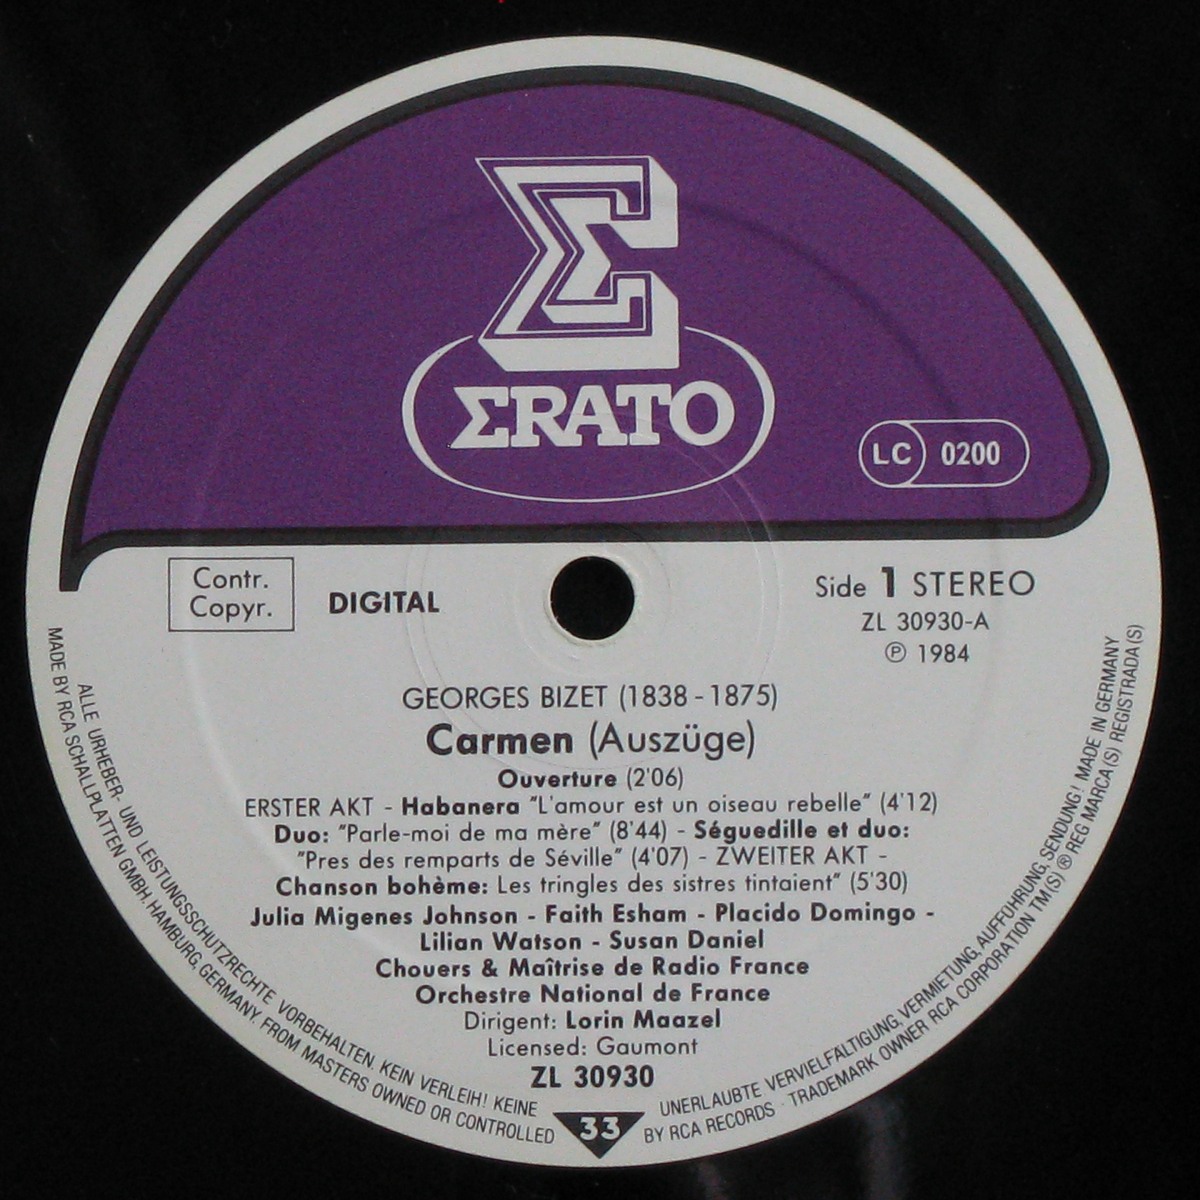 Σ
ΣRATO
LC 0200
Contr.
Copyr.
DIGITAL
Side 1 STEREO
ZL 30930-A
℗ 1984
GEORGES BIZET (1838 - 1875)
Carmen (Auszüge)
Ouverture (2'06)
ERSTER AKT - Habanera "L'amour est un oiseau rebelle" (4'12)
Duo: "Parle-moi de ma mère" (8'44) - Séguedille et duo:
"Pres des remparts de Séville" (4'07) - ZWEITER AKT -
Chanson bohème: Les tringles des sistres tintaient" (5'30)
Julia Migenes Johnson - Faith Esham - Placido Domingo -
Lilian Watson - Susan Daniel
Chouers & Maîtrise de Radio France
Orchestre National de France
Dirigent: Lorin Maazel
Licensed: Gaumont
ZL 30930
33
ALLE URHEBER- UND LEISTUNGSSCHUTZRECHTE VORBEHALTEN. KEIN VERLEIH! KEINE UNERLAUBTE VERVIELFÄLTIGUNG, VERMIETUNG, AUFFÜHRUNG, SENDUNG! MADE IN GERMANY
MADE BY RCA SCHALLPLATTEN GMBH, HAMBURG, GERMANY. FROM MASTERS OWNED OR CONTROLLED BY RCA RECORDS · TRADEMARK OWNER RCA CORPORATION TM(S) ® REG MARCA(S) REGISTRADA(S)